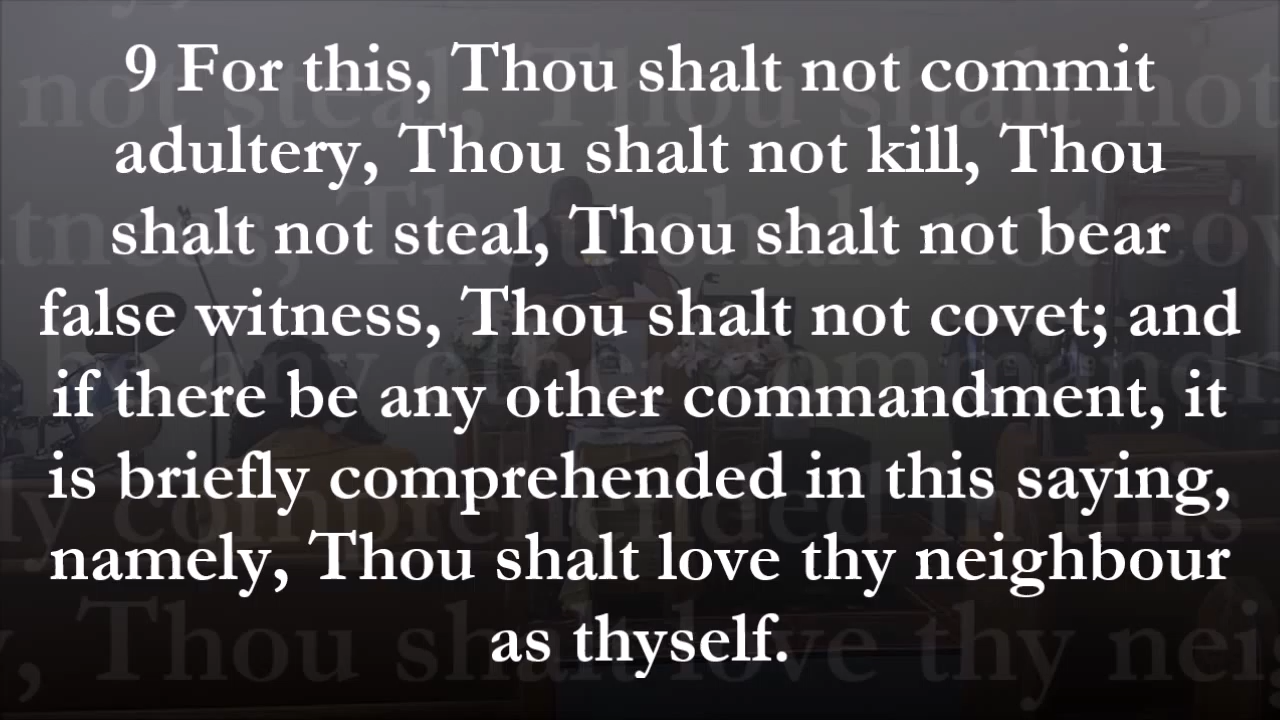 9 For this, Thou shalt not commit
adultery, Thou shalt not kill, Thou
shalt not steal, Thou shalt not bear
false witness, Thou shalt not covet; and
if there be any other commandment, it
is briefly comprehended in this saying,
namely, Thou shalt love thy neighbour
as thyself.